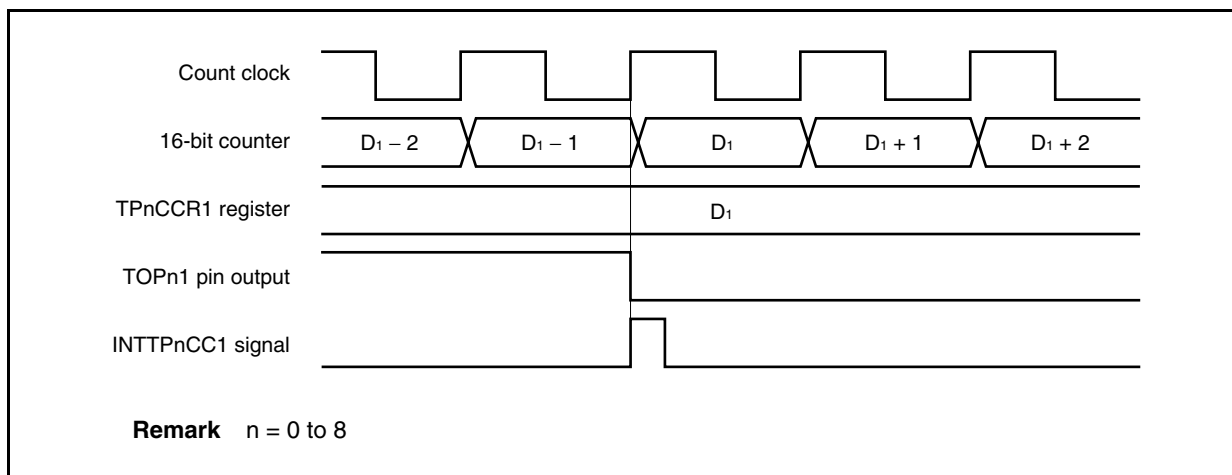 Count clock
16-bit counter D₁ − 2 D₁ − 1 D₁ D₁ + 1 D₁ + 2
TPnCCR1 register D₁
TOPn1 pin output
INTTPnCC1 signal
Remark n = 0 to 8